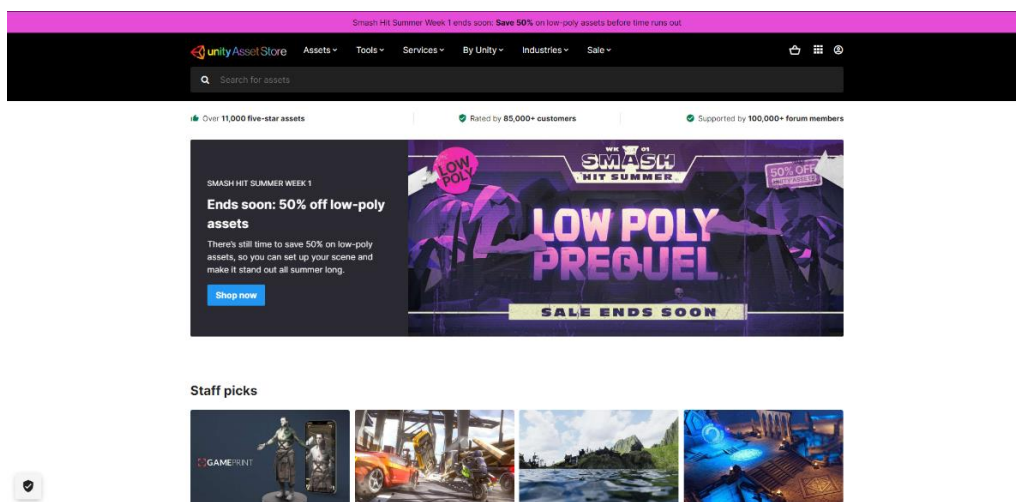 Smash Hit Summer Week 1 ends soon: Save 50% on low-poly assets before time runs out
unity Asset Store Assets Tools Services By Unity Industries Sale
Search for assets
Over 11,000 five-star assets Rated by 85,000+ customers Supported by 100,000+ forum members
SMASH HIT SUMMER WEEK 1
Ends soon: 50% off low-poly
assets
There's still time to save 50% on low-poly
assets, so you can set up your scene and
make it stand out all summer long.
Shop now
LOW
POLY
WK 01
SMASH
HIT SUMMER
50% OFF
UNITY ASSETS
LOW POLY
PREQUEL
SALE ENDS SOON
Staff picks
GAMEPRINT